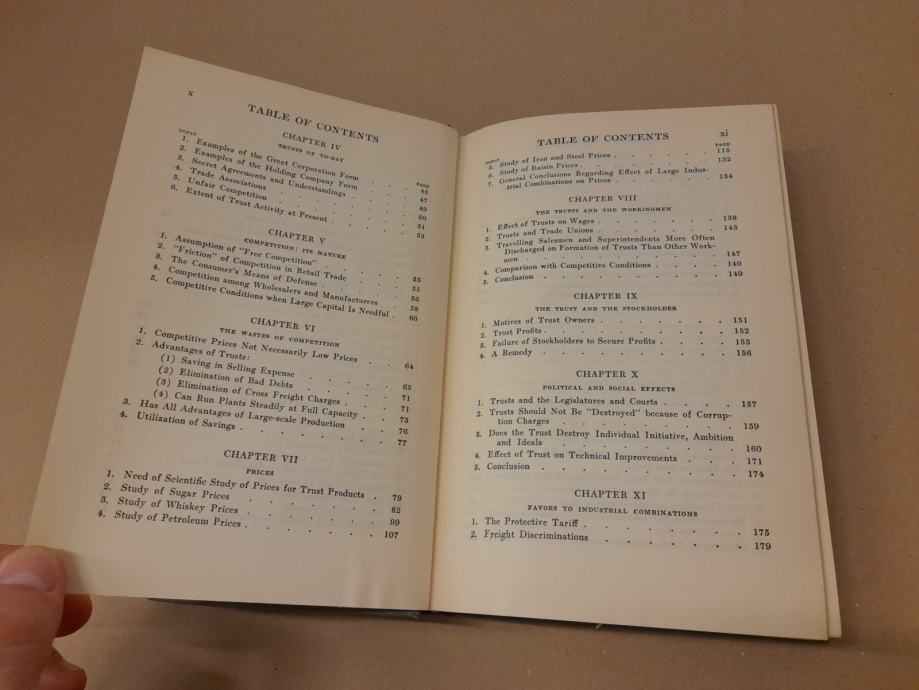 x
TABLE OF CONTENTS
CHAPTER IV
TRUSTS OF TO-DAY
TOPIC PAGE
1. Examples of the Great Corporation Form . . . 45
2. Examples of the Holding Company Form . . . 47
3. Secret Agreements and Understandings . . . 49
4. Trade Associations . . . . . . 50
5. Unfair Competition . . . . . . 51
6. Extent of Trust Activity at Present . . . . 53
CHAPTER V
COMPETITION: ITS NATURE
1. Assumption of "Free Competition" . . . . 55
2. "Friction" of Competition in Retail Trade . . . 55
3. The Consumer's Means of Defense . . . . 56
4. Competition among Wholesalers and Manufacturers . 58
5. Competitive Conditions when Large Capital Is Needful . 60
CHAPTER VI
THE WASTES OF COMPETITION
1. Competitive Prices Not Necessarily Low Prices . . 64
2. Advantages of Trusts:
(1) Saving in Selling Expense . . . . 65
(2) Elimination of Bad Debts . . . . 71
(3) Elimination of Cross Freight Charges . . . 71
(4) Can Run Plants Steadily at Full Capacity . . 73
3. Has All Advantages of Large-scale Production . . 76
4. Utilization of Savings . . . . . . 77
CHAPTER VII
PRICES
1. Need of Scientific Study of Prices for Trust Products . 79
2. Study of Sugar Prices . . . . . . 82
3. Study of Whiskey Prices . . . . . . 99
4. Study of Petroleum Prices . . . . . 107
TABLE OF CONTENTS xi
TOPIC PAGE
5. Study of Iron and Steel Prices . . . . . 115
6. Study of Raisin Prices . . . . . . 132
7. General Conclusions Regarding Effect of Large Indus-
trial Combinations on Prices . . . . . 134
CHAPTER VIII
THE TRUSTS AND THE WORKINGMEN
1. Effect of Trusts on Wages . . . . . 138
2. Trusts and Trade Unions . . . . . 143
3. Travelling Salesmen and Superintendents More Often
Discharged on Formation of Trusts Than Other Work-
men . . . . . . . . 147
4. Comparison with Competitive Conditions . . . 149
5. Conclusion . . . . . . . 149
CHAPTER IX
THE TRUST AND THE STOCKHOLDER
1. Motives of Trust Owners . . . . . 151
2. Trust Profits . . . . . . . 152
3. Failure of Stockholders to Secure Profits . . . 153
4. A Remedy . . . . . . . 156
CHAPTER X
POLITICAL AND SOCIAL EFFECTS
1. Trusts and the Legislatures and Courts . . . 157
2. Trusts Should Not Be "Destroyed" because of Corrup-
tion Charges . . . . . . . 159
3. Does the Trust Destroy Individual Initiative, Ambition
and Ideals . . . . . . . 160
4. Effect of Trust on Technical Improvements . . . 171
5. Conclusion . . . . . . . 174
CHAPTER XI
FAVORS TO INDUSTRIAL COMBINATIONS
1. The Protective Tariff . . . . . . 175
2. Freight Discriminations . . . . . 179